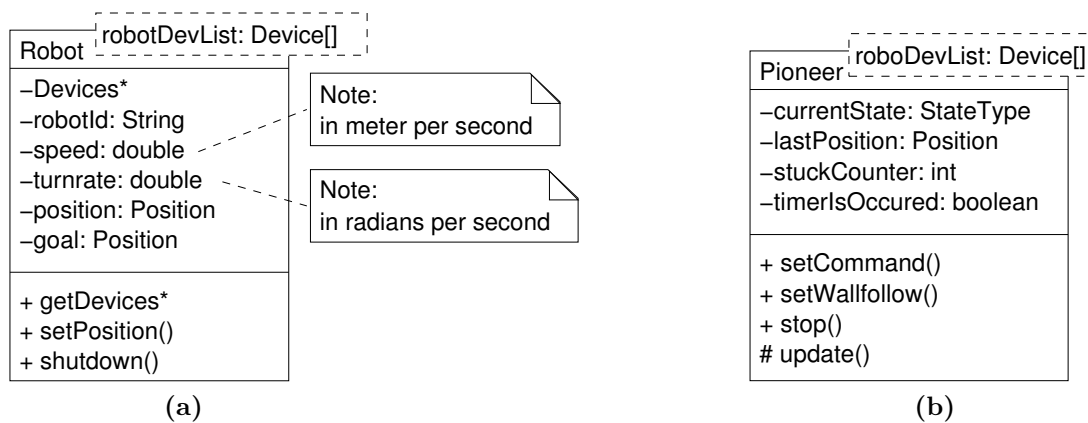 robotDevList: Device[]
Robot
−Devices*
−robotId: String
−speed: double
−turnrate: double
−position: Position
−goal: Position
+ getDevices*
+ setPosition()
+ shutdown()
Note:
in meter per second
Note:
in radians per second
(a)
roboDevList: Device[]
Pioneer
−currentState: StateType
−lastPosition: Position
−stuckCounter: int
−timerIsOccured: boolean
+ setCommand()
+ setWallfollow()
+ stop()
# update()
(b)